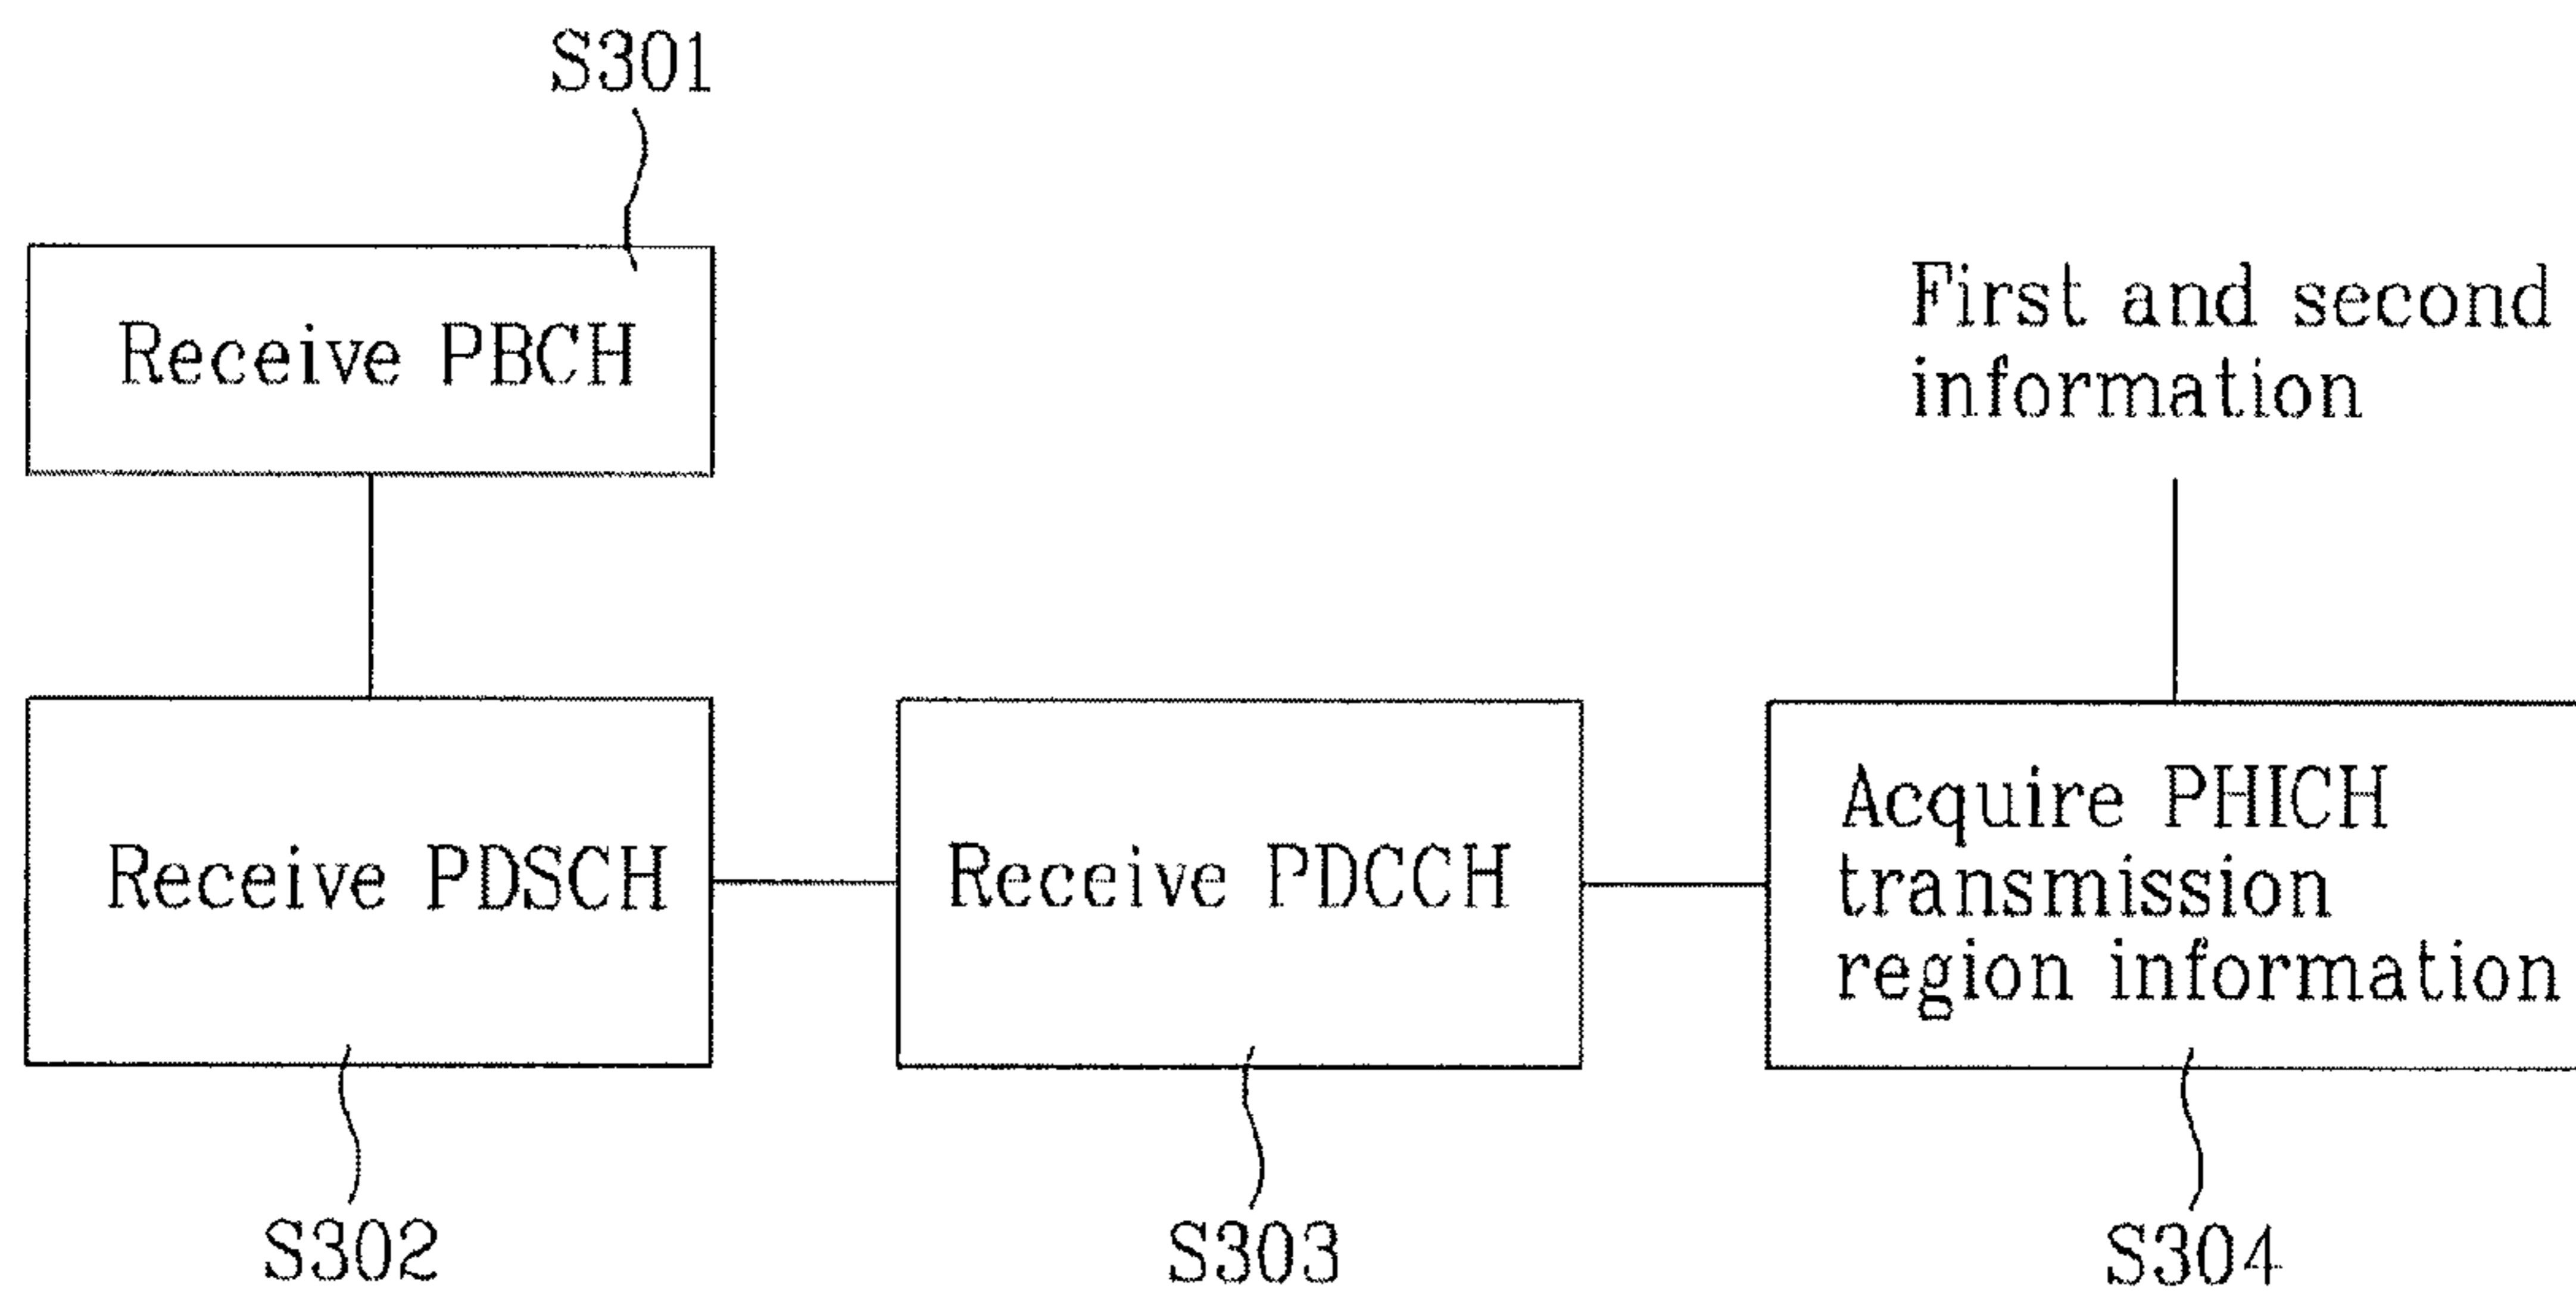 S301
Receive PBCH
First and second
information
Receive PDSCH
Receive PDCCH
Acquire PHICH
transmission
region information
S302
S303
S304